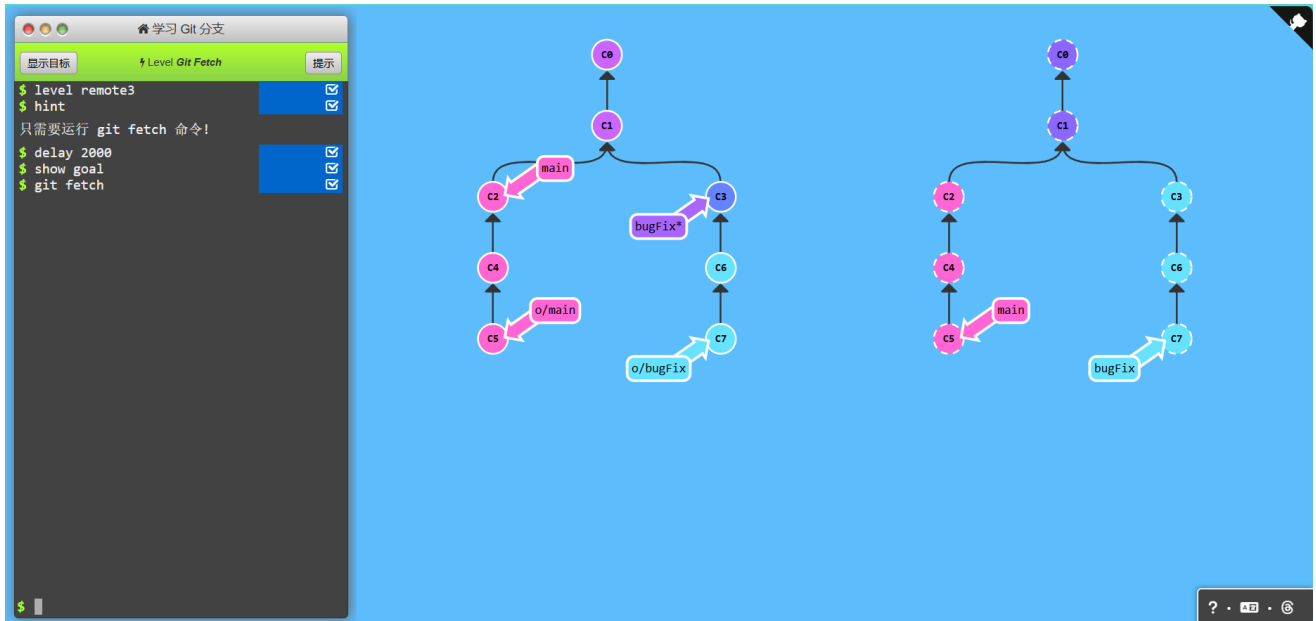 学习 Git 分支
显示目标
Level Git Fetch
提示
$ level remote3
$ hint
只需要运行 git fetch 命令!
$ delay 2000
$ show goal
$ git fetch
$
C0
C1
main
C2
C3
bugFix*
C4
C6
o/main
C5
C7
o/bugFix
C0
C1
C2
C3
C4
C6
main
C5
C7
bugFix
? · A ·